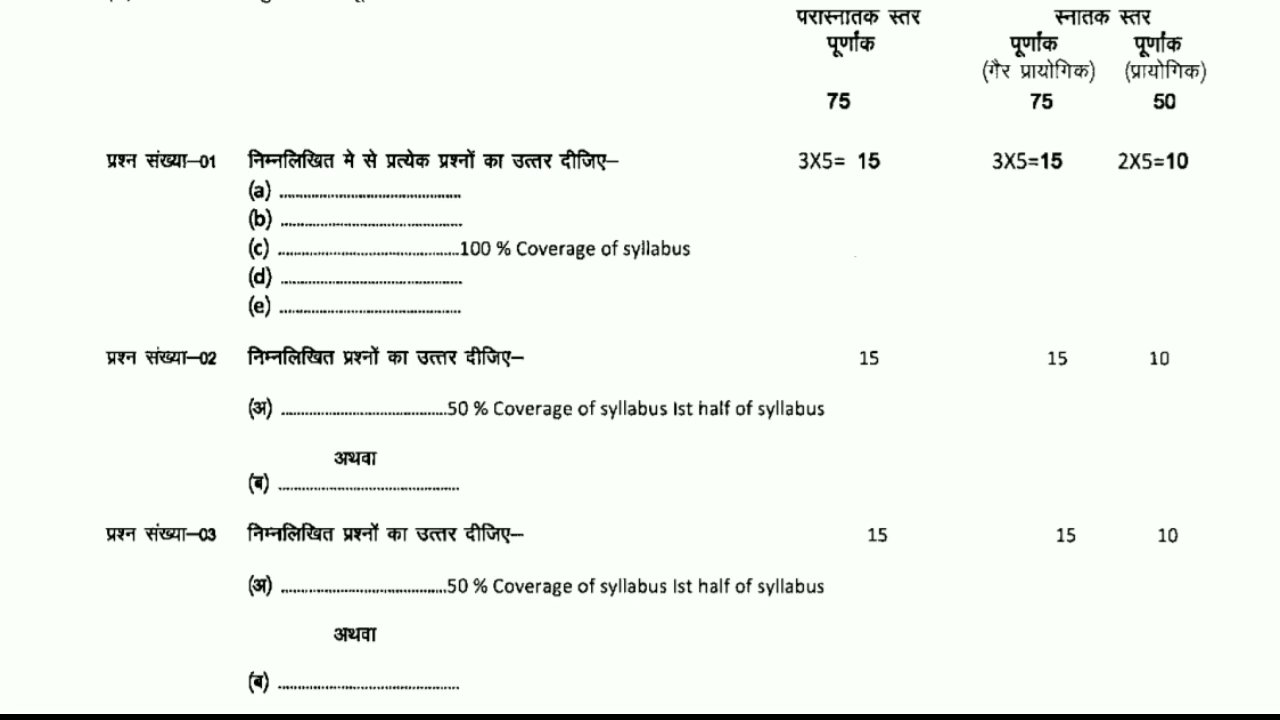 परास्नातक स्तर स्नातक स्तर
पूर्णांक पूर्णांक पूर्णांक
(गैर प्रायोगिक) (प्रायोगिक)
75 75 50
प्रश्न संख्या–01 निम्नलिखित मे से प्रत्येक प्रश्नों का उत्तर दीजिए– 3X5= 15 3X5=15 2X5=10
(a) ..........................................
(b) ..........................................
(c) ..........................................100 % Coverage of syllabus
(d) ..........................................
(e) ..........................................
प्रश्न संख्या–02 निम्नलिखित प्रश्नों का उत्तर दीजिए– 15 15 10
(अ) ......................................50 % Coverage of syllabus Ist half of syllabus
अथवा
(ब) ..........................................
प्रश्न संख्या–03 निम्नलिखित प्रश्नों का उत्तर दीजिए– 15 15 10
(अ) ......................................50 % Coverage of syllabus Ist half of syllabus
अथवा
(ब) ..........................................